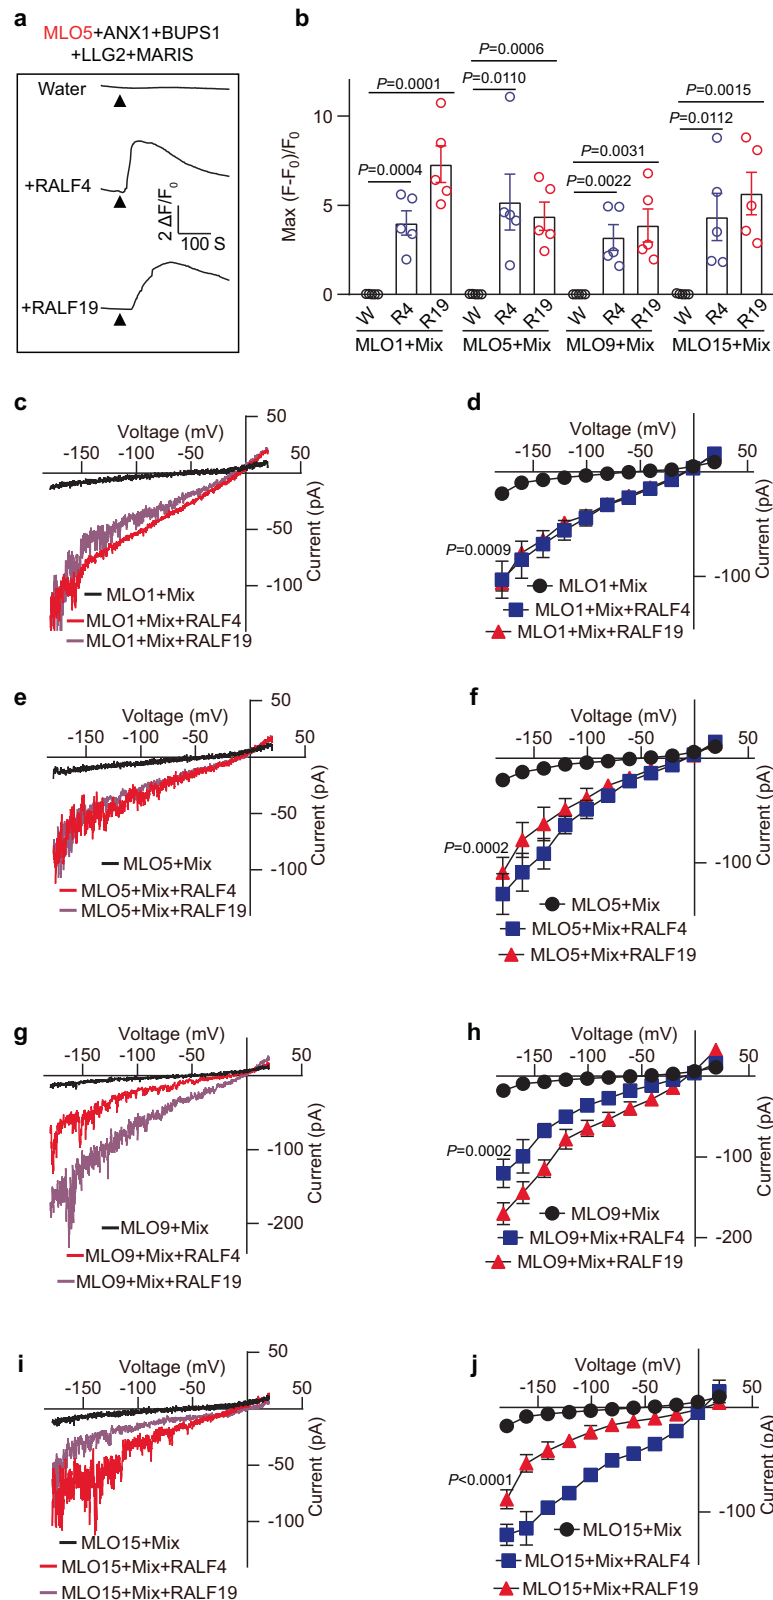 a
MLO5+ANX1+BUPS1
+LLG2+MARIS
Water
+RALF4
2 ΔF/F0
100 S
+RALF19
b
P=0.0006
P=0.0001
P=0.0110
P=0.0015
P=0.0112
P=0.0031
P=0.0004
P=0.0022
Max (F-F0)/F0
10
5
0
W R4 R19 W R4 R19 W R4 R19 W R4 R19
MLO1+Mix MLO5+Mix MLO9+Mix MLO15+Mix
c
50
Voltage (mV)
-150 -50 50
-50
-100
Current (pA)
MLO1+Mix
MLO1+Mix+RALF4
MLO1+Mix+RALF19
d
Voltage (mV)
-150 -100 -50 50
P=0.0009
-100
Current (pA)
MLO1+Mix
MLO1+Mix+RALF4
MLO1+Mix+RALF19
e
50
Voltage (mV)
-150 -100 -50 50
-50
-100
Current (pA)
MLO5+Mix
MLO5+Mix+RALF4
MLO5+Mix+RALF19
f
Voltage (mV)
-150 -100 -50 50
P=0.0002
-100
Current (pA)
MLO5+Mix
MLO5+Mix+RALF4
MLO5+Mix+RALF19
g
Voltage (mV)
-150 -100 -50 50
-100
-200
Current (pA)
MLO9+Mix
MLO9+Mix+RALF4
MLO9+Mix+RALF19
h
Voltage (mV)
-150 -100 -50 50
P=0.0002
-100
-200
Current (pA)
MLO9+Mix
MLO9+Mix+RALF4
MLO9+Mix+RALF19
i
50
Voltage (mV)
-150 -100 -50 50
-50
-100
Current (pA)
MLO15+Mix
MLO15+Mix+RALF4
MLO15+Mix+RALF19
j
Voltage (mV)
-150 -100 -50 50
P<0.0001
-100
Current (pA)
MLO15+Mix
MLO15+Mix+RALF4
MLO15+Mix+RALF19